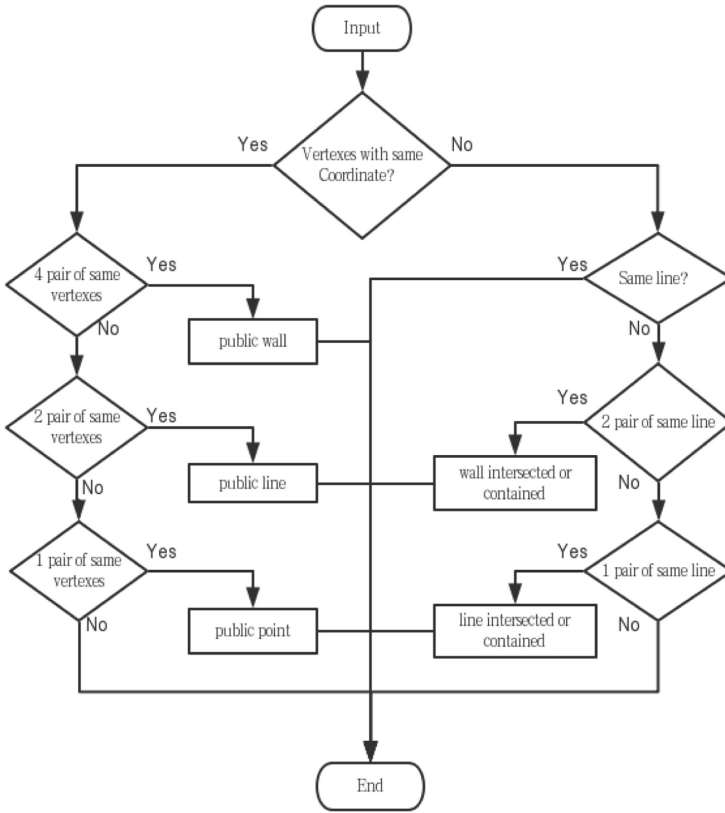 Input
Vertexes with same
Coordinate?
Yes
No
4 pair of same
vertexes
Yes
No
public wall
Same line?
Yes
No
2 pair of same
vertexes
Yes
No
public line
2 pair of same line
Yes
No
wall intersected or
contained
1 pair of same
vertexes
Yes
No
public point
1 pair of same line
Yes
No
line intersected or
contained
End